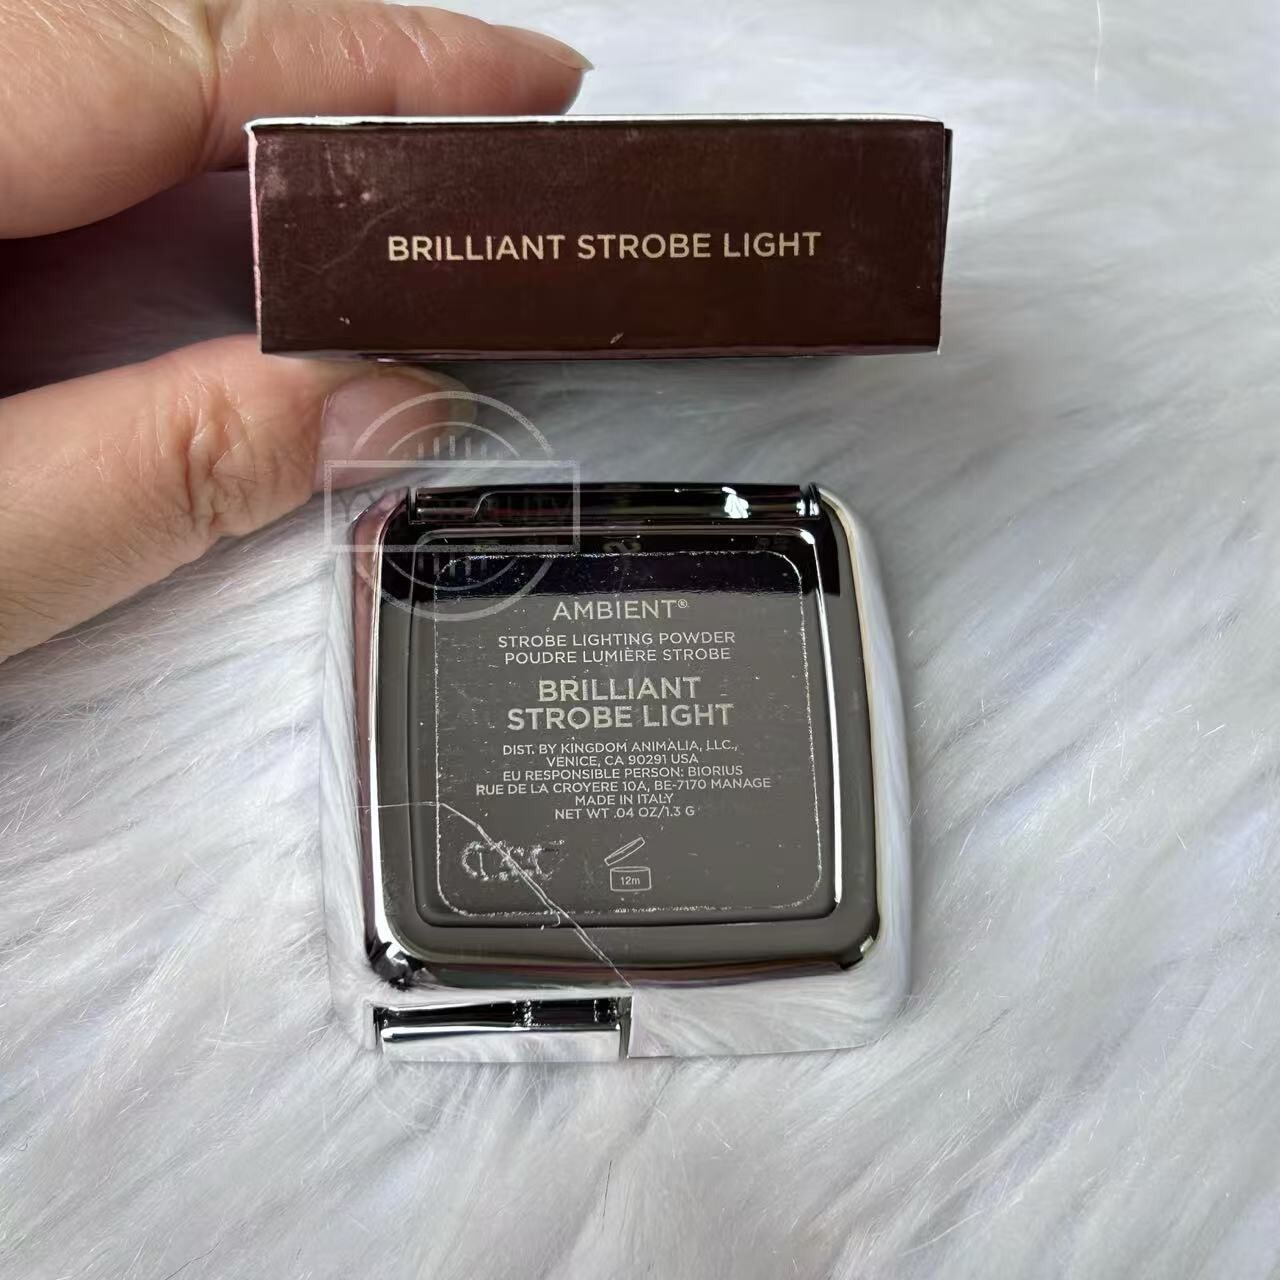 BRILLIANT STROBE LIGHT
AMBIENT®
STROBE LIGHTING POWDER
POUDRE LUMIÈRE STROBE
BRILLIANT
STROBE LIGHT
DIST. BY KINGDOM ANIMALIA, LLC.,
VENICE, CA 90291 USA
EU RESPONSIBLE PERSON: BIORIUS
RUE DE LA CROYERE 10A, BE-7170 MANAGE
MADE IN ITALY
NET WT .04 OZ/1.3 G
12m